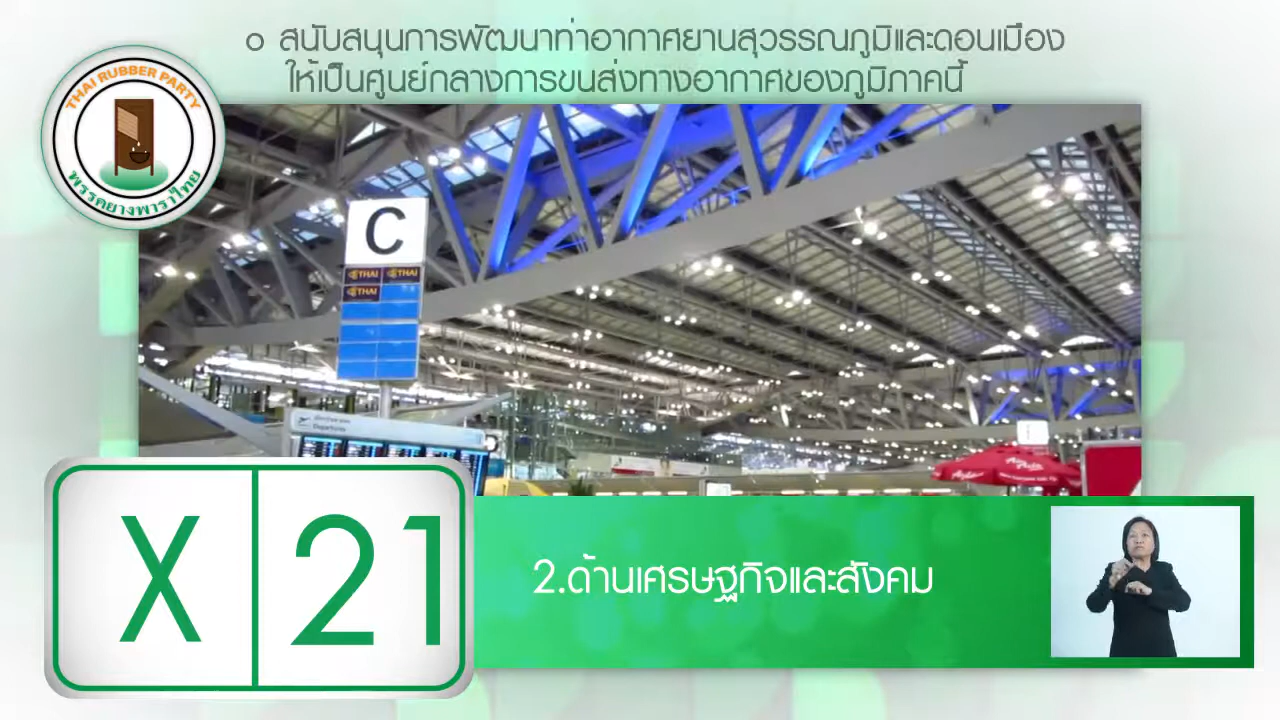 ๐ สนับสนุนการพัฒนาท่าอากาศยานสุวรรณภูมิและดอนเมือง
ให้เป็นศูนย์กลางการขนส่งทางอากาศของภูมิภาคนี้
THAI RUBBER PARTY
พรรคยางพาราไทย
C
THAI THAI
THAI
Departures
X 21
2.ด้านเศรษฐกิจและสังคม